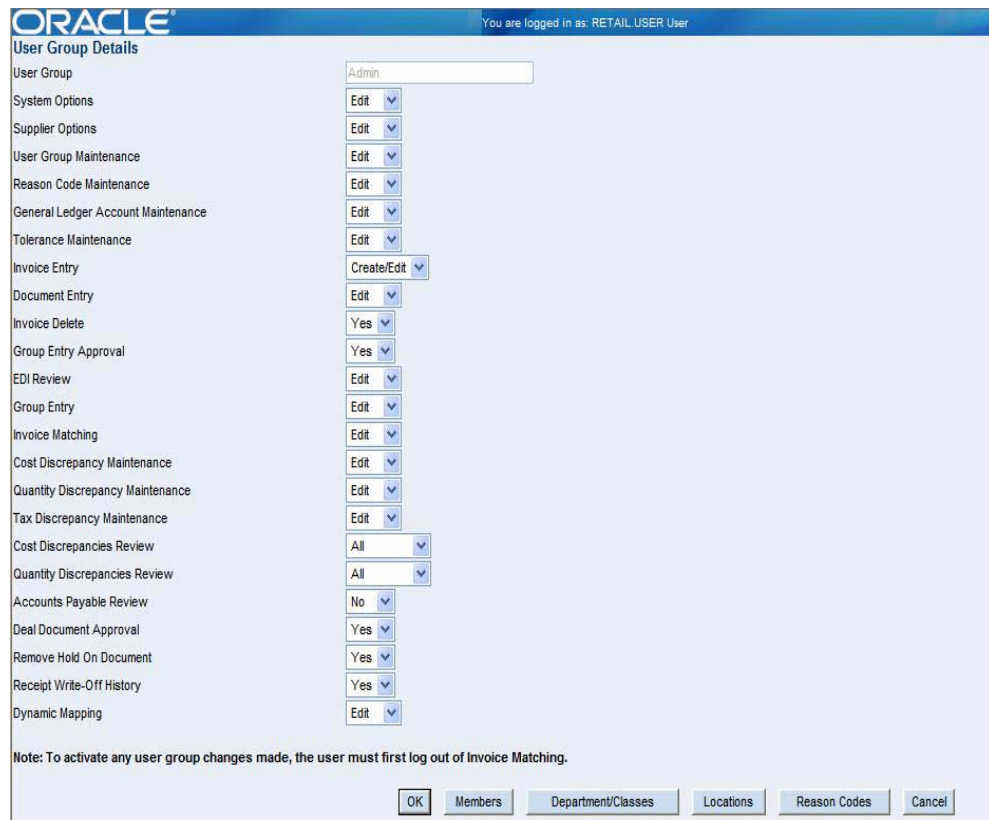 ORACLE®
You are logged in as: RETAIL.USER User
User Group Details
User Group Admin
System Options Edit
Supplier Options Edit
User Group Maintenance Edit
Reason Code Maintenance Edit
General Ledger Account Maintenance Edit
Tolerance Maintenance Edit
Invoice Entry Create/Edit
Document Entry Edit
Invoice Delete Yes
Group Entry Approval Yes
EDI Review Edit
Group Entry Edit
Invoice Matching Edit
Cost Discrepancy Maintenance Edit
Quantity Discrepancy Maintenance Edit
Tax Discrepancy Maintenance Edit
Cost Discrepancies Review All
Quantity Discrepancies Review All
Accounts Payable Review No
Deal Document Approval Yes
Remove Hold On Document Yes
Receipt Write-Off History Yes
Dynamic Mapping Edit
Note: To activate any user group changes made, the user must first log out of Invoice Matching.
OK Members Department/Classes Locations Reason Codes Cancel